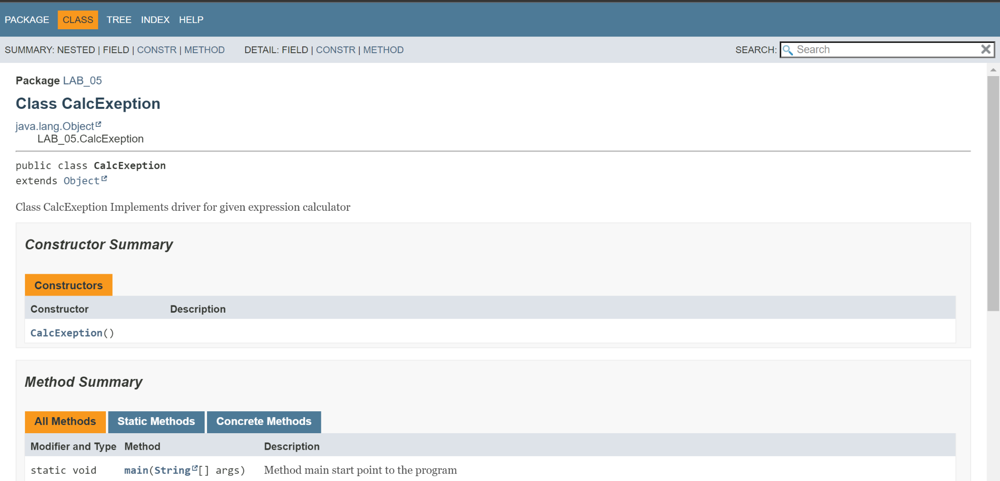 PACKAGE CLASS TREE INDEX HELP
SUMMARY: NESTED | FIELD | CONSTR | METHOD DETAIL: FIELD | CONSTR | METHOD SEARCH: Search
Package LAB_05
Class CalcExeption
java.lang.Object
LAB_05.CalcExeption
public class CalcExeption
extends Object
Class CalcExeption Implements driver for given expression calculator
Constructor Summary
Constructors
Constructor Description
CalcExeption()
Method Summary
All Methods Static Methods Concrete Methods
Modifier and Type Method Description
static void main(String[] args) Method main start point to the program